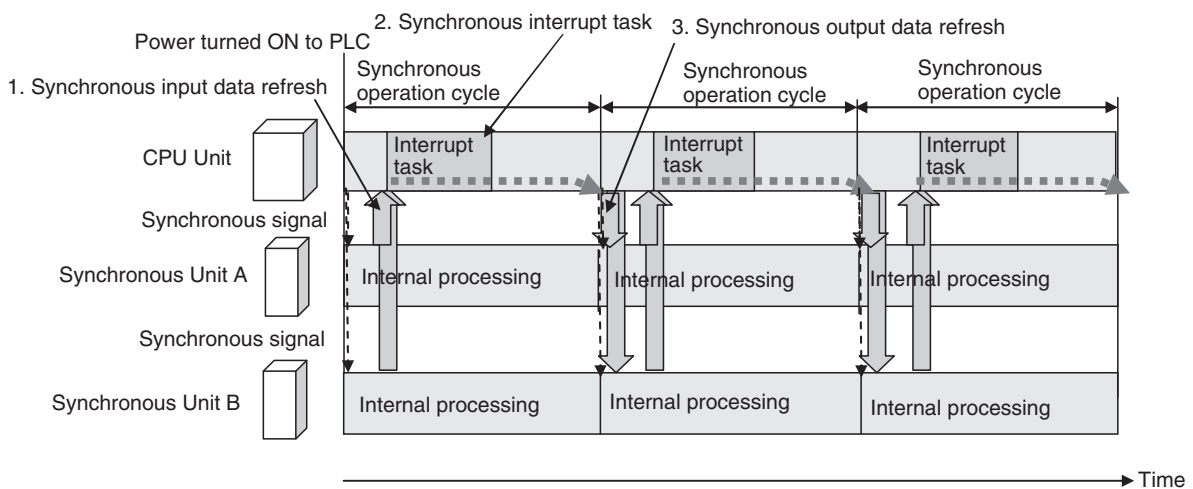 2. Synchronous interrupt task
3. Synchronous output data refresh
Power turned ON to PLC
1. Synchronous input data refresh
Synchronous
operation cycle
Synchronous
operation cycle
Synchronous
operation cycle
CPU Unit
Interrupt
task
Interrupt
task
Interrupt
task
Synchronous signal
Synchronous Unit A
Internal processing
Internal processing
Internal processing
Synchronous signal
Synchronous Unit B
Internal processing
Internal processing
Internal processing
Time